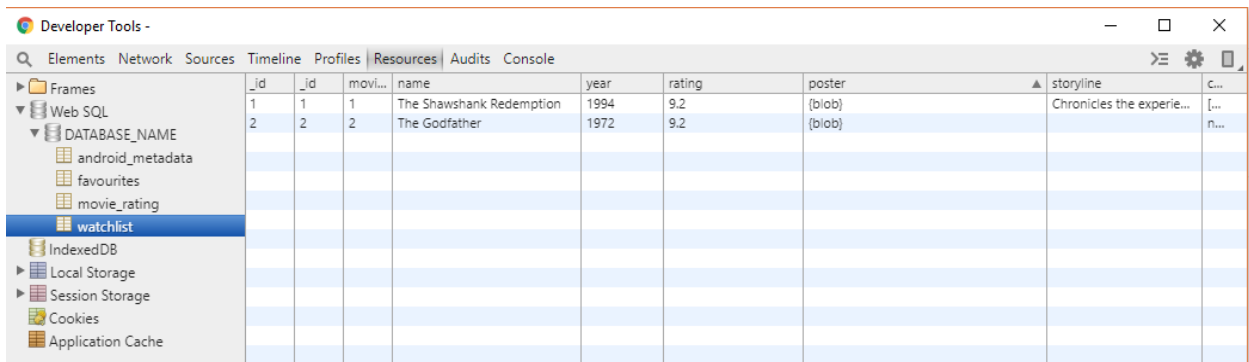 Developer Tools -
Elements Network Sources Timeline Profiles Resources Audits Console
Frames
Web SQL
DATABASE_NAME
android_metadata
favourites
movie_rating
watchlist
IndexedDB
Local Storage
Session Storage
Cookies
Application Cache
_id _id movi... name year rating poster storyline c...
1 1 1 The Shawshank Redemption 1994 9.2 {blob} Chronicles the experie... [...
2 2 2 The Godfather 1972 9.2 {blob} n...